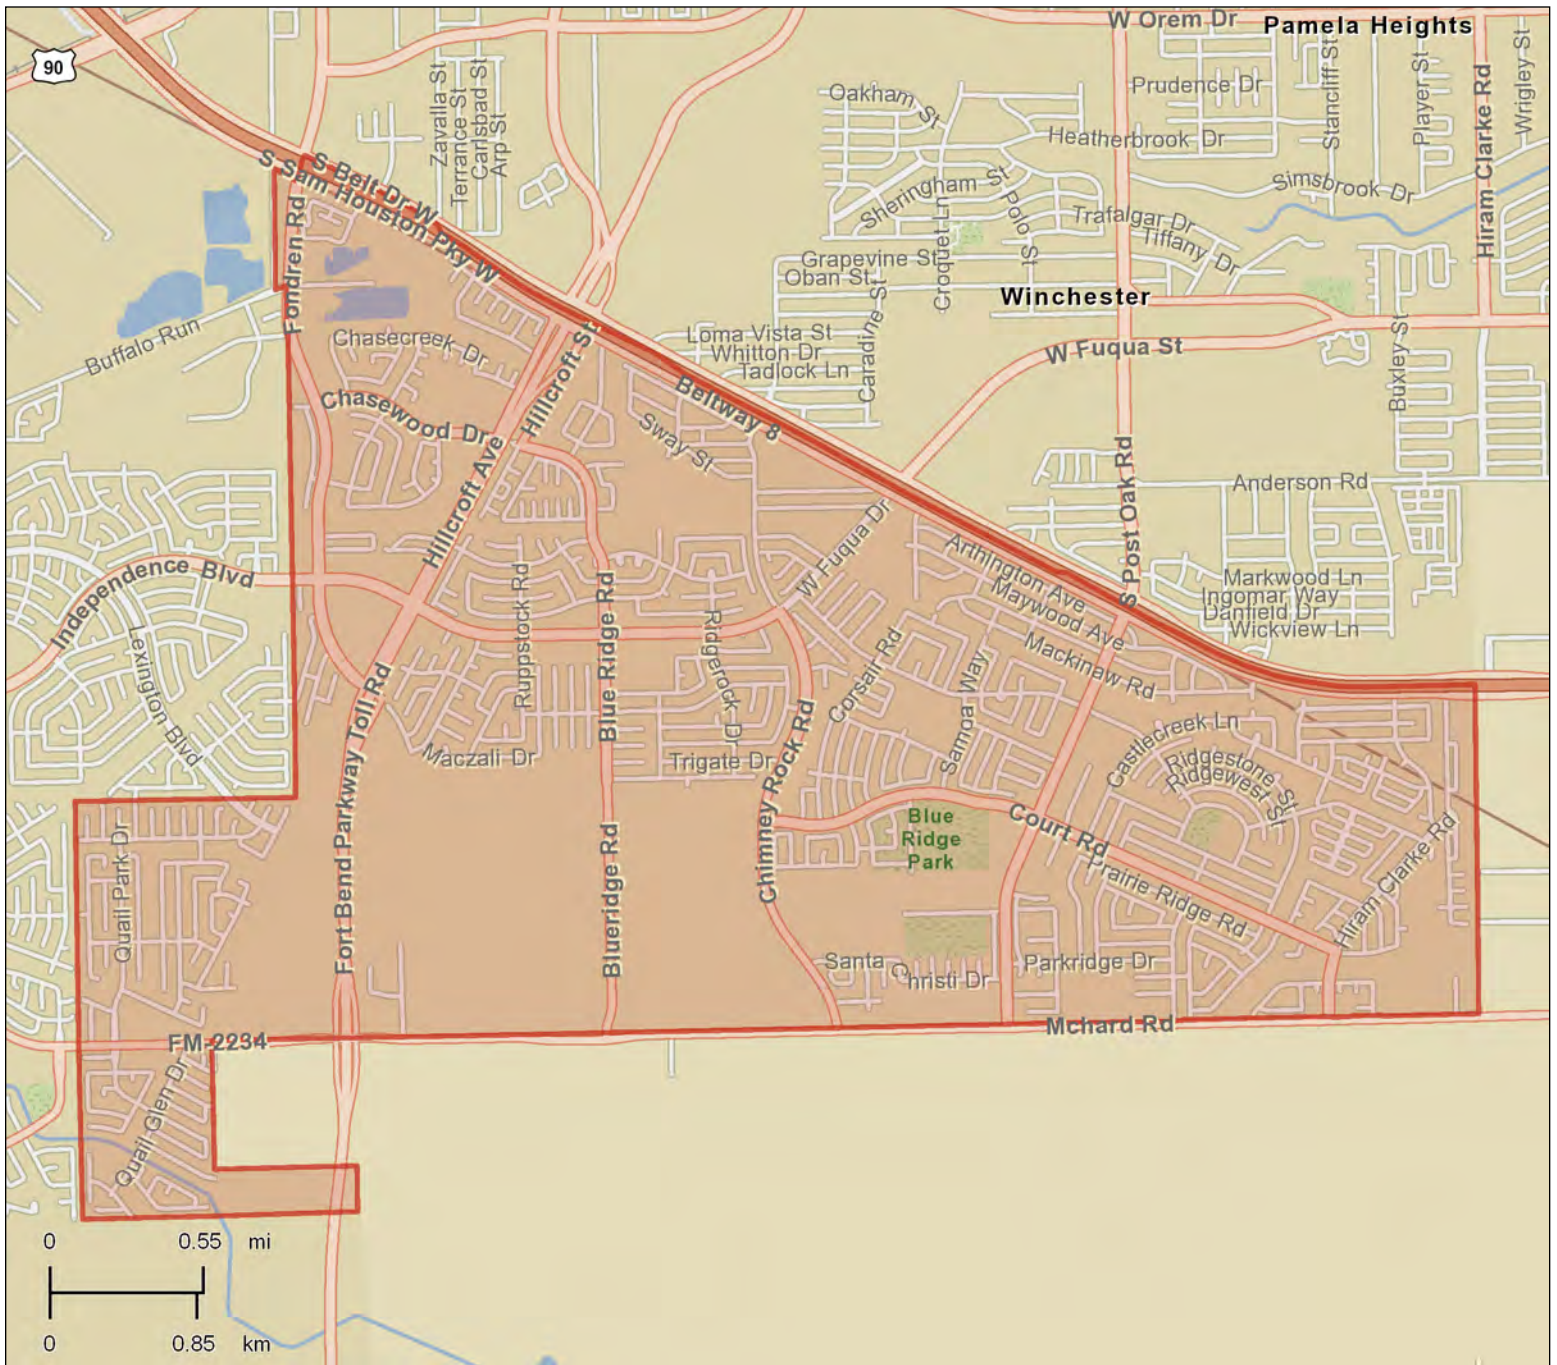 W Orem Dr
Pamela Heights
90
Zavalla St
Terrance St
Carlsbad St
Arp St
Oakham St
Prudence Dr
Stancliff St
Player St
Hiram Clarke Rd
Wrigley St
Heatherbrook Dr
S Belt Dr W
S Sam Houston Pky W
Sheringham St
Polo St
Simsbrook Dr
Trafalgar Dr
Tiffany Dr
Croquet Ln
Fondren Rd
Grapevine St
Oban St
Winchester
Caradine St
Buffalo Run
Chasecreek Dr
Hillcroft St
Loma Vista St
Whitton Dr
Tadlock Ln
W Fuqua St
Buxley St
Chasewood Dr
Beltway 8
Sway St
Hillcroft Ave
S Post Oak Rd
Anderson Rd
W Fuqua Dr
Independence Blvd
Arthington Ave
Maywood Ave
Mackinaw Rd
Markwood Ln
Ingomar Way
Danfield Dr
Wickview Ln
Lexington Blvd
Ruppstock Rd
Blue Ridge Rd
Ridgerock Dr
Corsair Rd
Samoa Way
Fort Bend Parkway Toll Rd
Maczali Dr
Trigate Dr
Chimney Rock Rd
Castlecreek Ln
Ridgestone St
Ridgewest St
Quail Park Dr
Blueridge Rd
Blue
Ridge
Park
Court Rd
Prairie Ridge Rd
Hiram Clarke Rd
Santa Christi Dr
Parkridge Dr
FM-2234
Mchard Rd
Quail Glen Dr
0 0.55 mi
0 0.85 km